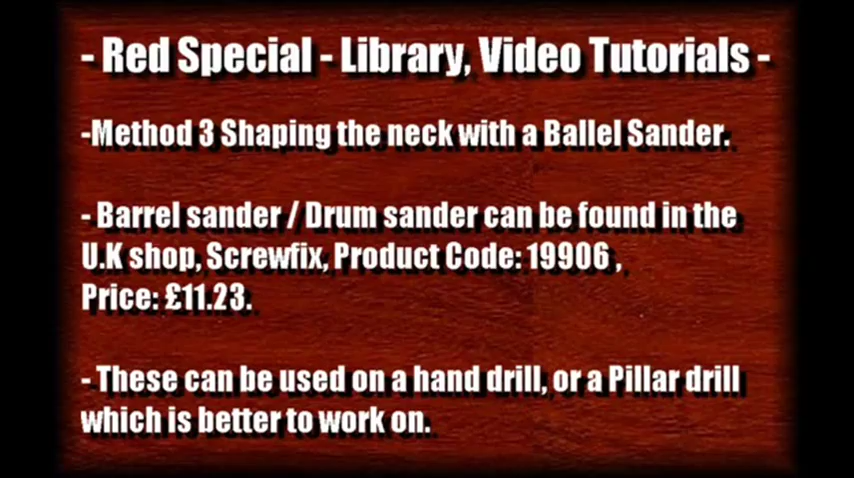 - Red Special - Library, Video Tutorials -
-Method 3 Shaping the neck with a Ballel Sander.
- Barrel sander / Drum sander can be found in the
U.K shop, Screwfix, Product Code: 19906 ,
Price: £11.23.
- These can be used on a hand drill, or a Pillar drill
which is better to work on.